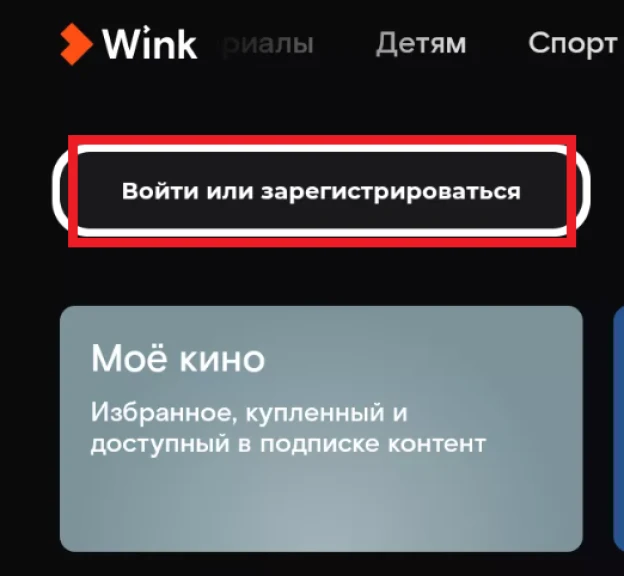 Wink риалы Детям Спорт
Войти или зарегистрироваться
Моё кино
Избранное, купленный и
доступный в подписке контент